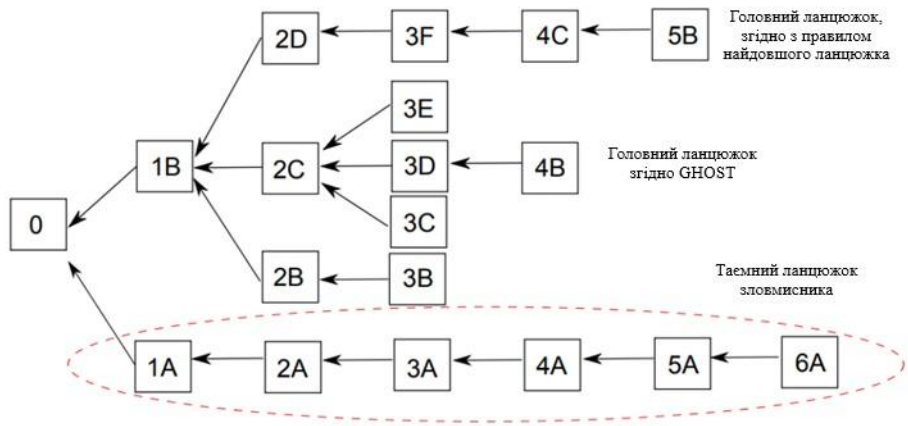 2D
3F
4C
5B
Головний ланцюжок,
згідно з правилом
найдовшого ланцюжка
3E
1B
2C
3D
4B
Головний ланцюжок
згідно GHOST
0
3C
2B
3B
Таємний ланцюжок
зловмисника
1A
2A
3A
4A
5A
6A